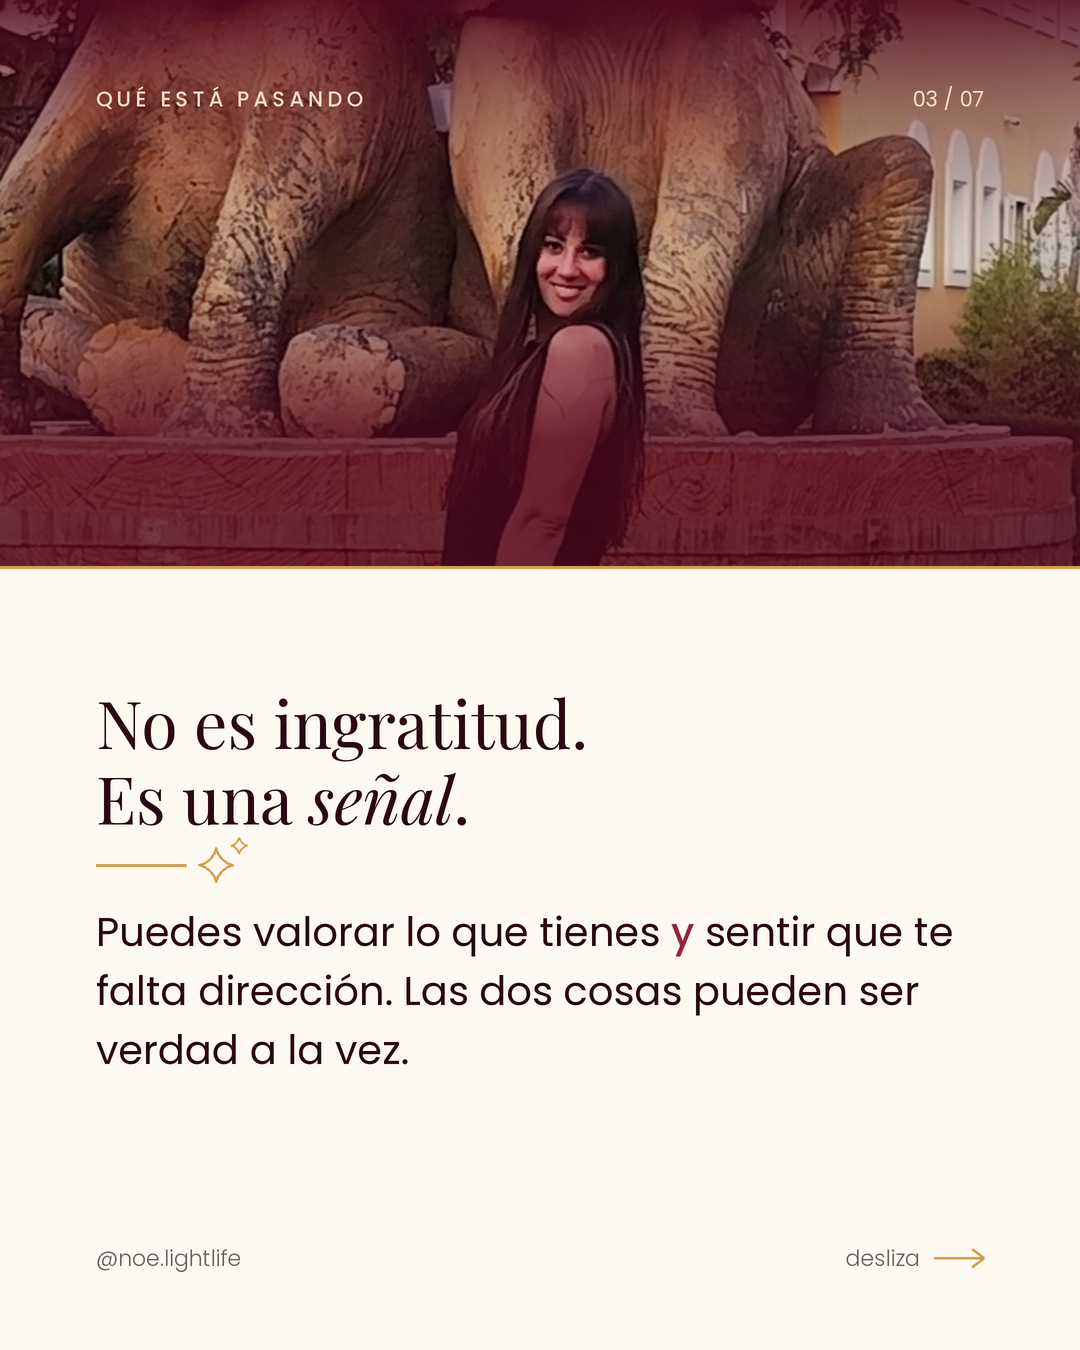 QUÉ ESTÁ PASANDO
03 / 07
No es ingratitud.
Es una señal.
Puedes valorar lo que tienes y sentir que te
falta dirección. Las dos cosas pueden ser
verdad a la vez.
@noe.lightlife
desliza